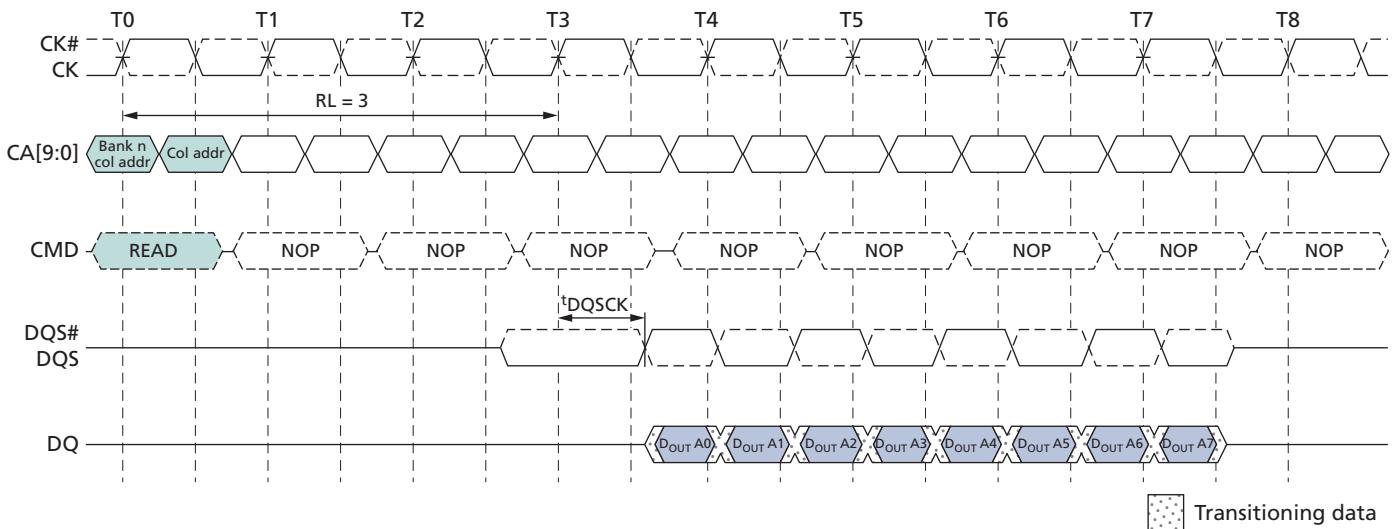 T0 T1 T2 T3 T4 T5 T6 T7 T8
CK#
CK
RL = 3
CA[9:0]
Bank n
col addr
Col addr
CMD
READ NOP NOP NOP NOP NOP NOP NOP NOP
tDQSCK
DQS#
DQS
DQ
DOUT A0 DOUT A1 DOUT A2 DOUT A3 DOUT A4 DOUT A5 DOUT A6 DOUT A7
Transitioning data